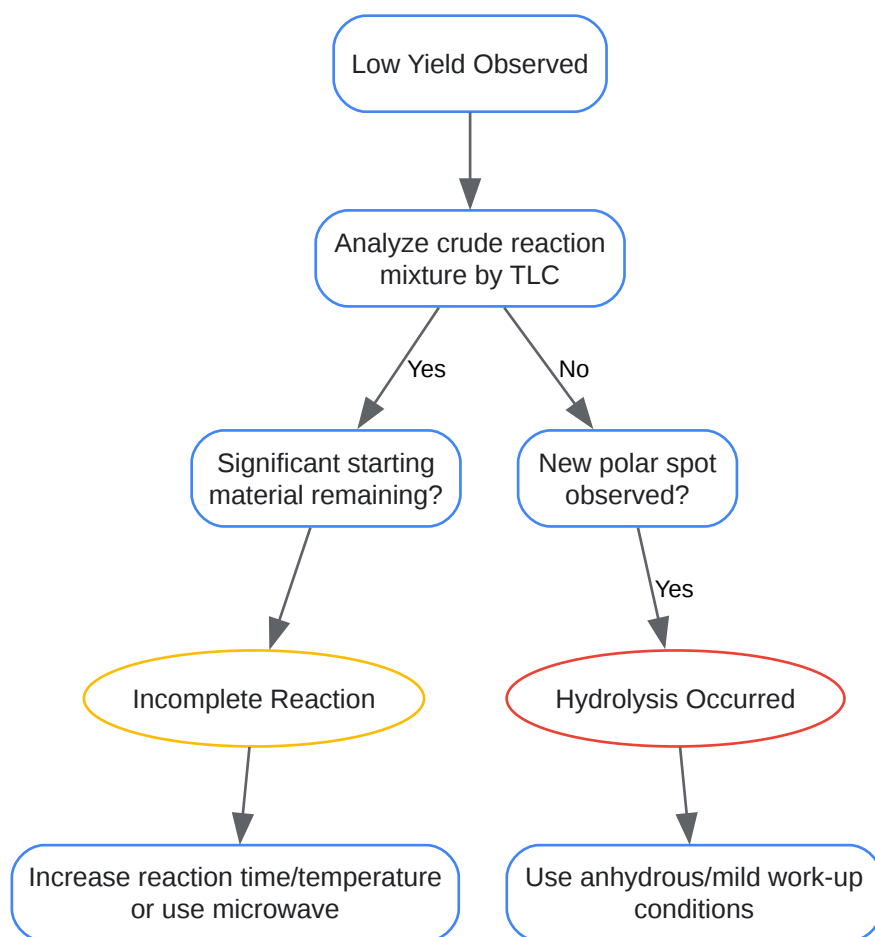 Low Yield Observed
Analyze crude reaction
mixture by TLC
Yes
No
Significant starting
material remaining?
New polar spot
observed?
Yes
Incomplete Reaction
Hydrolysis Occurred
Increase reaction time/temperature
or use microwave
Use anhydrous/mild work-up
conditions